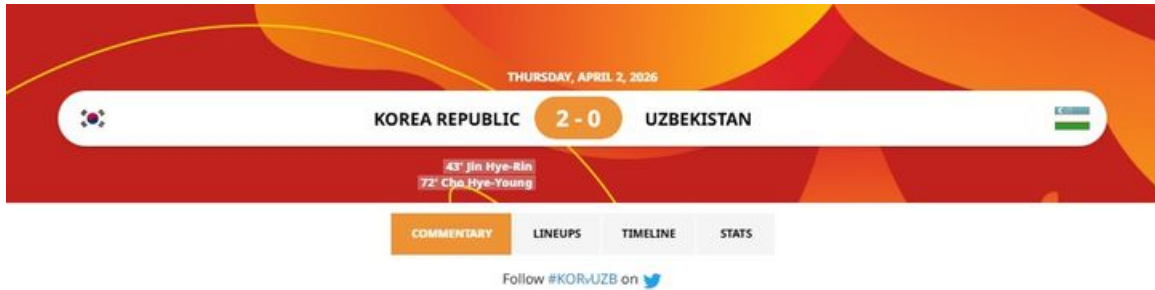 THURSDAY, APRIL 2, 2026
KOREA REPUBLIC 2 - 0 UZBEKISTAN
43' Jin Hye-Rin
72' Cho Hye-Young
COMMENTARY LINEUPS TIMELINE STATS
Follow #KORvUZB on